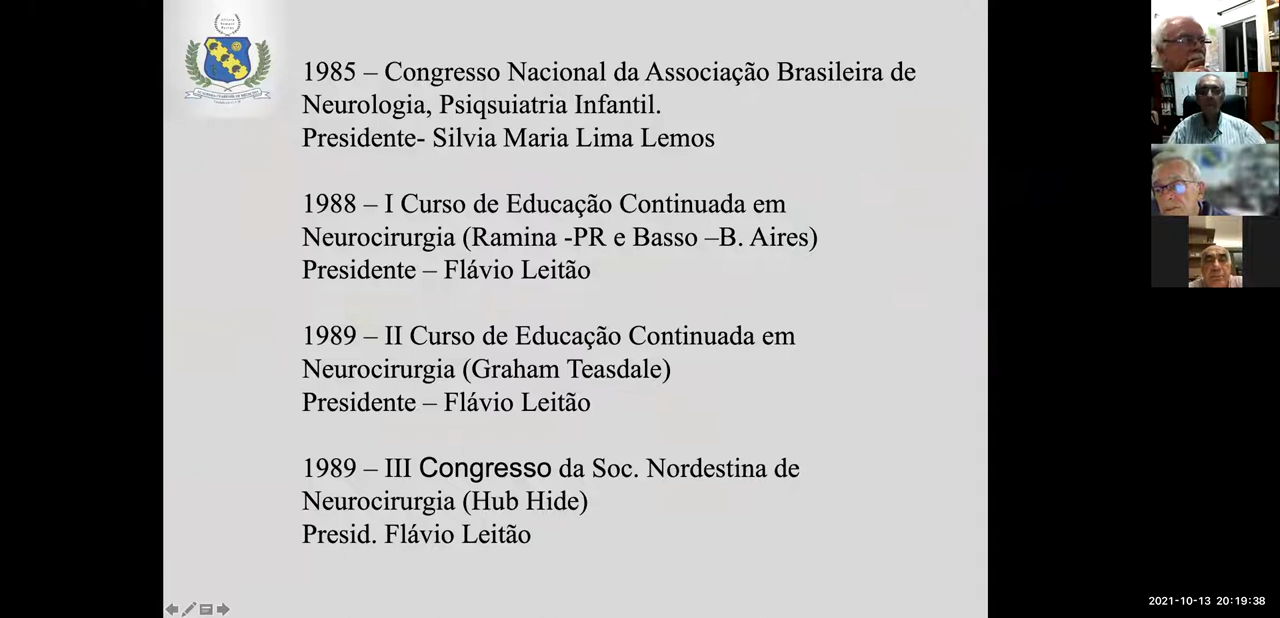 1985 – Congresso Nacional da Associação Brasileira de
Neurologia, Psiqsuiatria Infantil.
Presidente- Silvia Maria Lima Lemos
1988 – I Curso de Educação Continuada em
Neurocirurgia (Ramina -PR e Basso –B. Aires)
Presidente – Flávio Leitão
1989 – II Curso de Educação Continuada em
Neurocirurgia (Graham Teasdale)
Presidente – Flávio Leitão
1989 – III Congresso da Soc. Nordestina de
Neurocirurgia (Hub Hide)
Presid. Flávio Leitão
2021-10-13 20:19:38